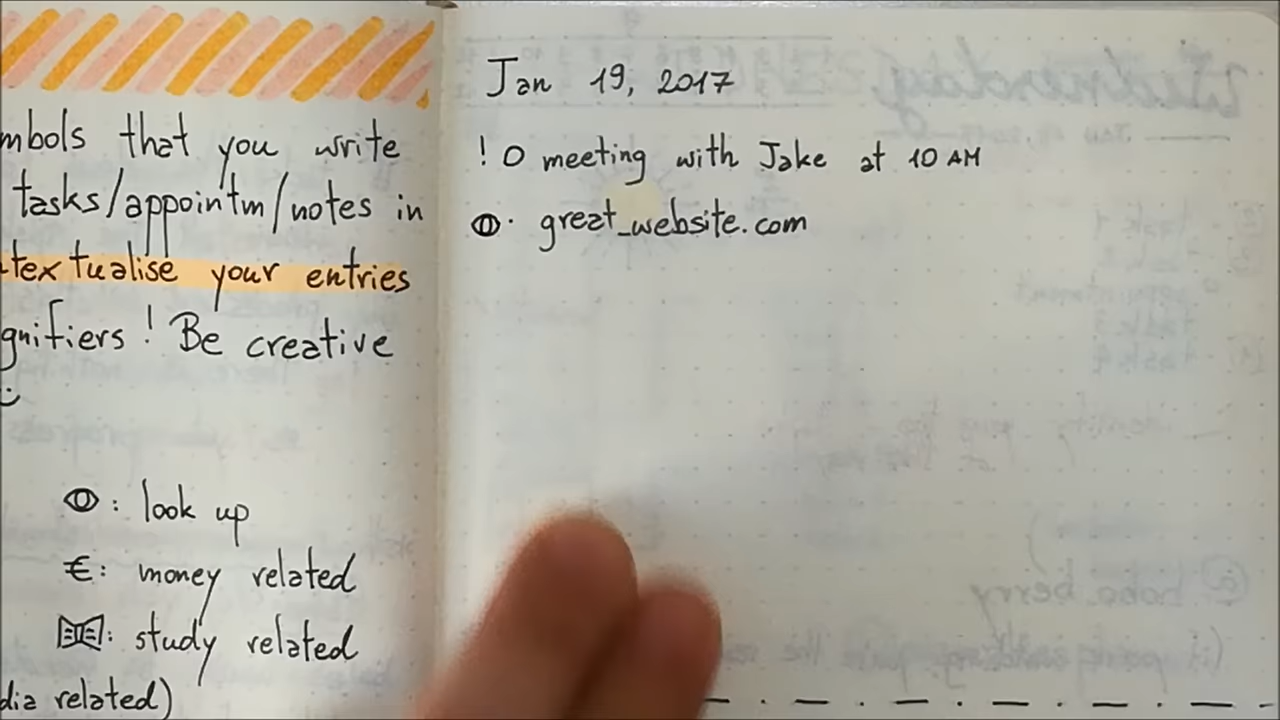 mbols that you write
tasks/appointm/notes in
textualise your entries
gnifiers! Be creative
: look up
€: money related
: study related
dia related)
Jan 19, 2017
! O meeting with Jake at 10 AM
· great_website.com